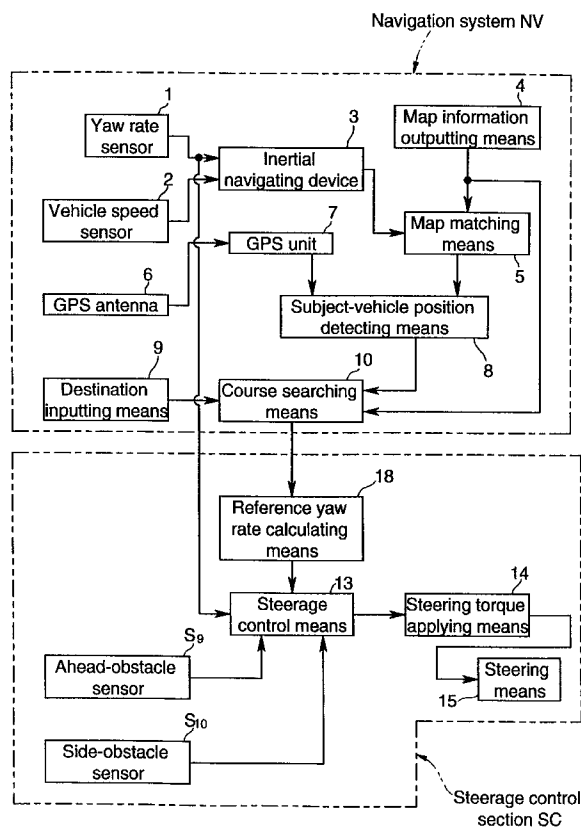 Navigation system NV
1
Yaw rate
sensor
4
Map information
outputting means
3
Inertial
navigating device
2
Vehicle speed
sensor
7
GPS unit
Map matching
means
5
6
GPS antenna
Subject-vehicle position
detecting means
8
9
Destination
inputting means
10
Course searching
means
18
Reference yaw
rate calculating
means
13
Steerage
control means
14
Steering torque
applying means
S9
Ahead-obstacle
sensor
Steering
means
15
S10
Side-obstacle
sensor
Steerage control
section SC